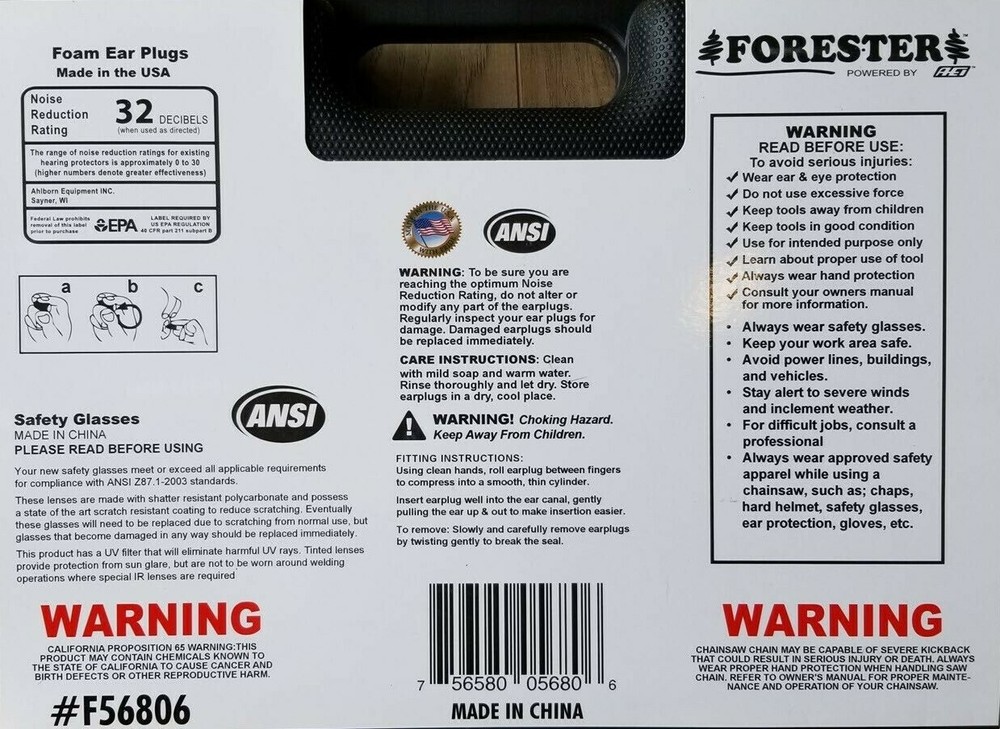 Foam Ear Plugs
Made in the USA
Noise
Reduction
Rating
32 DECIBELS
(when used as directed)
The range of noise reduction ratings for existing
hearing protectors is approximately 0 to 30
(higher numbers denote greater effectiveness)
Ahlborn Equipment INC.
Sayner, WI
Federal Law prohibits
removal of this label
prior to purchase
EPA
LABEL REQUIRED BY
US EPA REGULATION
40 CFR part 211 subpart B
a b c
ANSI
Safety Glasses
MADE IN CHINA
PLEASE READ BEFORE USING
Your new safety glasses meet or exceed all applicable requirements
for compliance with ANSI Z87.1-2003 standards.
These lenses are made with shatter resistant polycarbonate and possess
a state of the art scratch resistant coating to reduce scratching. Eventually
these glasses will need to be replaced due to scratching from normal use, but
glasses that become damaged in any way should be replaced immediately.
This product has a UV filter that will eliminate harmful UV rays. Tinted lenses
provide protection from sun glare, but are not to be worn around welding
operations where special IR lenses are required
WARNING
CALIFORNIA PROPOSITION 65 WARNING:THIS
PRODUCT MAY CONTAIN CHEMICALS KNOWN TO
THE STATE OF CALIFORNIA TO CAUSE CANCER AND
BIRTH DEFECTS OR OTHER REPRODUCTIVE HARM.
#F56806
ANSI
WARNING: To be sure you are
reaching the optimum Noise
Reduction Rating, do not alter or
modify any part of the earplugs.
Regularly inspect your ear plugs for
damage. Damaged earplugs should
be replaced immediately.
CARE INSTRUCTIONS: Clean
with mild soap and warm water.
Rinse thoroughly and let dry. Store
earplugs in a dry, cool place.
WARNING! Choking Hazard.
Keep Away From Children.
FITTING INSTRUCTIONS:
Using clean hands, roll earplug between fingers
to compress into a smooth, thin cylinder.
Insert earplug well into the ear canal, gently
pulling the ear up & out to make insertion easier.
To remove: Slowly and carefully remove earplugs
by twisting gently to break the seal.
7 56580 05680 6
MADE IN CHINA
FORESTER™
POWERED BY AEI™
WARNING
READ BEFORE USE:
To avoid serious injuries:
✓ Wear ear & eye protection
✓ Do not use excessive force
✓ Keep tools away from children
✓ Keep tools in good condition
✓ Use for intended purpose only
✓ Learn about proper use of tool
✓ Always wear hand protection
✓ Consult your owners manual
for more information.
• Always wear safety glasses.
• Keep your work area safe.
• Avoid power lines, buildings,
and vehicles.
• Stay alert to severe winds
and inclement weather.
• For difficult jobs, consult a
professional
• Always wear approved safety
apparel while using a
chainsaw, such as; chaps,
hard helmet, safety glasses,
ear protection, gloves, etc.
WARNING
CHAINSAW CHAIN MAY BE CAPABLE OF SEVERE KICKBACK
THAT COULD RESULT IN SERIOUS INJURY OR DEATH. ALWAYS
WEAR PROPER HAND PROTECTION WHEN HANDLING SAW
CHAIN. REFER TO OWNER'S MANUAL FOR PROPER MAINTE-
NANCE AND OPERATION OF YOUR CHAINSAW.